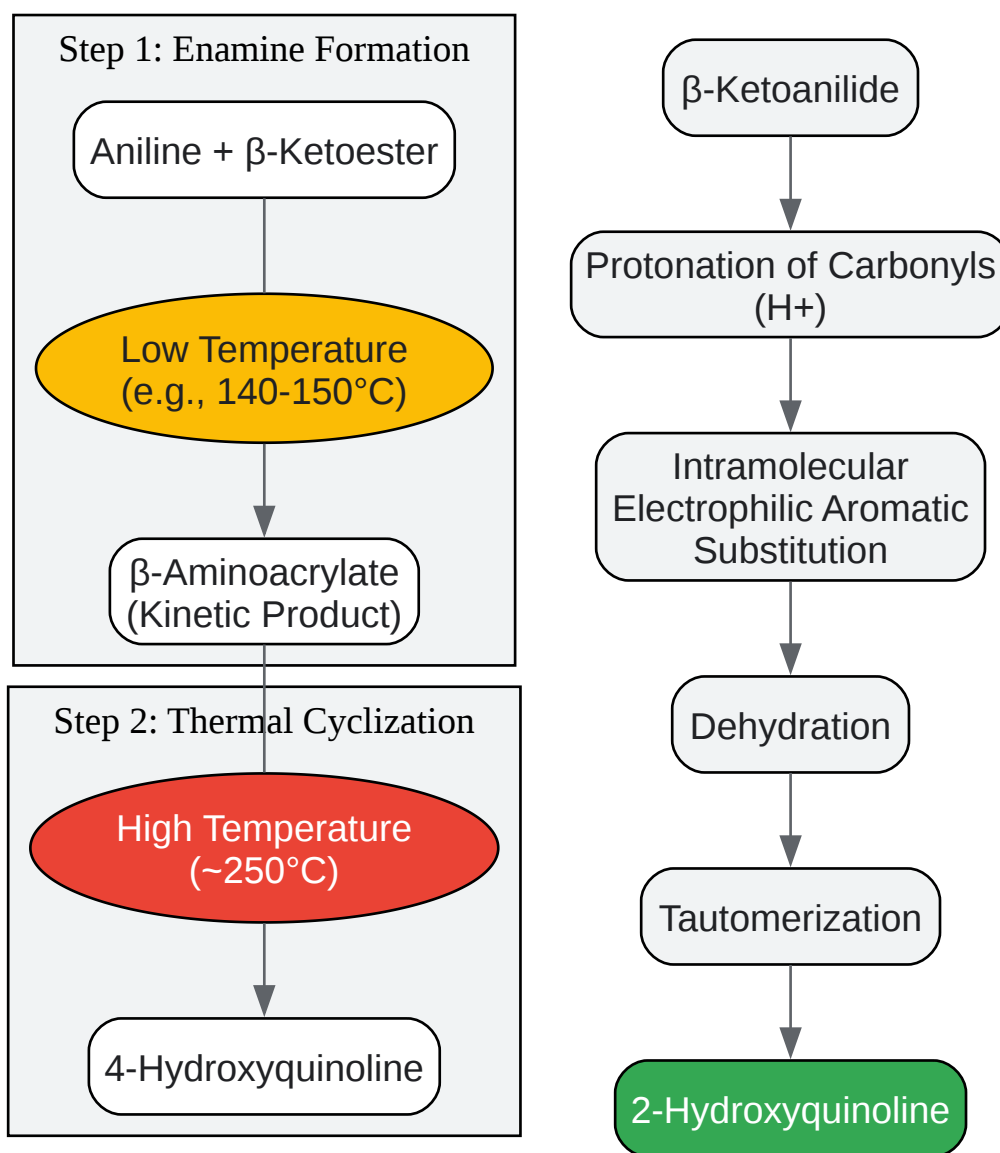 Step 1: Enamine Formation
Aniline + β-Ketoester
Low Temperature
(e.g., 140-150°C)
β-Aminoacrylate
(Kinetic Product)
Step 2: Thermal Cyclization
High Temperature
(~250°C)
4-Hydroxyquinoline
β-Ketoanilide
Protonation of Carbonyls
(H+)
Intramolecular
Electrophilic Aromatic
Substitution
Dehydration
Tautomerization
2-Hydroxyquinoline